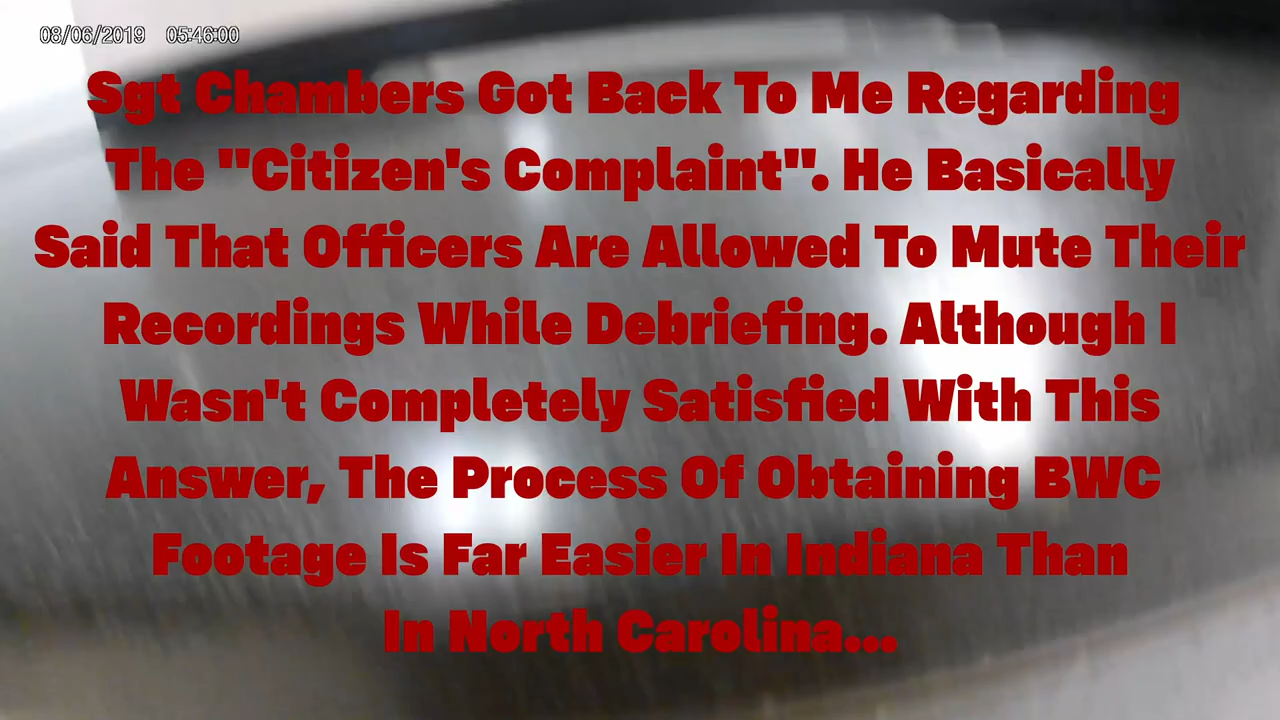 08/06/2019 05:46:00
Sgt Chambers Got Back To Me Regarding
The "Citizen's Complaint". He Basically
Said That Officers Are Allowed To Mute Their
Recordings While Debriefing. Although I
Wasn't Completely Satisfied With This
Answer, The Process Of Obtaining BWC
Footage Is Far Easier In Indiana Than
In North Carolina...